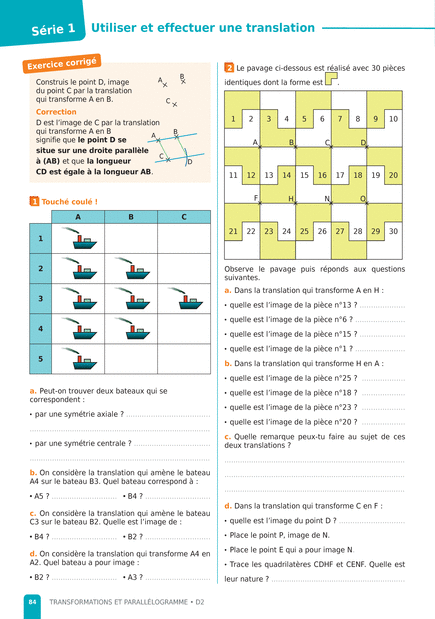 Série 1
Utiliser et effectuer une translation
Exercice corrigé
Construis le point D, image
du point C par la translation
qui transforme A en B.
A
B
C
Correction
D est l'image de C par la translation
qui transforme A en B
signifie que le point D se
situe sur une droite parallèle
à (AB) et que la longueur
CD est égale à la longueur AB.
A
B
C
D
1 Touché coulé !
A B C
1
2
3
4
5
a. Peut-on trouver deux bateaux qui se
correspondent :
• par une symétrie axiale ? ...............................
...............................
• par une symétrie centrale ? ...............................
...............................
b. On considère la translation qui amène le bateau
A4 sur le bateau B3. Quel bateau correspond à :
• A5 ? ......................... • B4 ? .........................
c. On considère la translation qui amène le bateau
C3 sur le bateau B2. Quelle est l'image de :
• B4 ? ......................... • B2 ? .........................
d. On considère la translation qui transforme A4 en
A2. Quel bateau a pour image :
• B2 ? ......................... • A3 ? .........................
2 Le pavage ci-dessous est réalisé avec 30 pièces
identiques dont la forme est .
1 2 3 4 5 6 7 8 9 10
A B C D
11 12 13 14 15 16 17 18 19 20
F H N O
21 22 23 24 25 26 27 28 29 30
Observe le pavage puis réponds aux questions
suivantes.
a. Dans la translation qui transforme A en H :
• quelle est l'image de la pièce n°13 ? ..................
• quelle est l'image de la pièce n°6 ? ..................
• quelle est l'image de la pièce n°15 ? ..................
• quelle est l'image de la pièce n°1 ? ..................
b. Dans la translation qui transforme H en A :
• quelle est l'image de la pièce n°25 ? ..................
• quelle est l'image de la pièce n°18 ? ..................
• quelle est l'image de la pièce n°23 ? ..................
• quelle est l'image de la pièce n°20 ? ..................
c. Quelle remarque peux-tu faire au sujet de ces
deux translations ?
...............................
...............................
...............................
d. Dans la translation qui transforme C en F :
• quelle est l'image du point D ? .........................
• Place le point P, image de N.
• Place le point E qui a pour image N.
• Trace les quadrilatères CDHF et CENF. Quelle est
leur nature ? ...............................
84 TRANSFORMATIONS ET PARALLÉLOGRAMME • D2